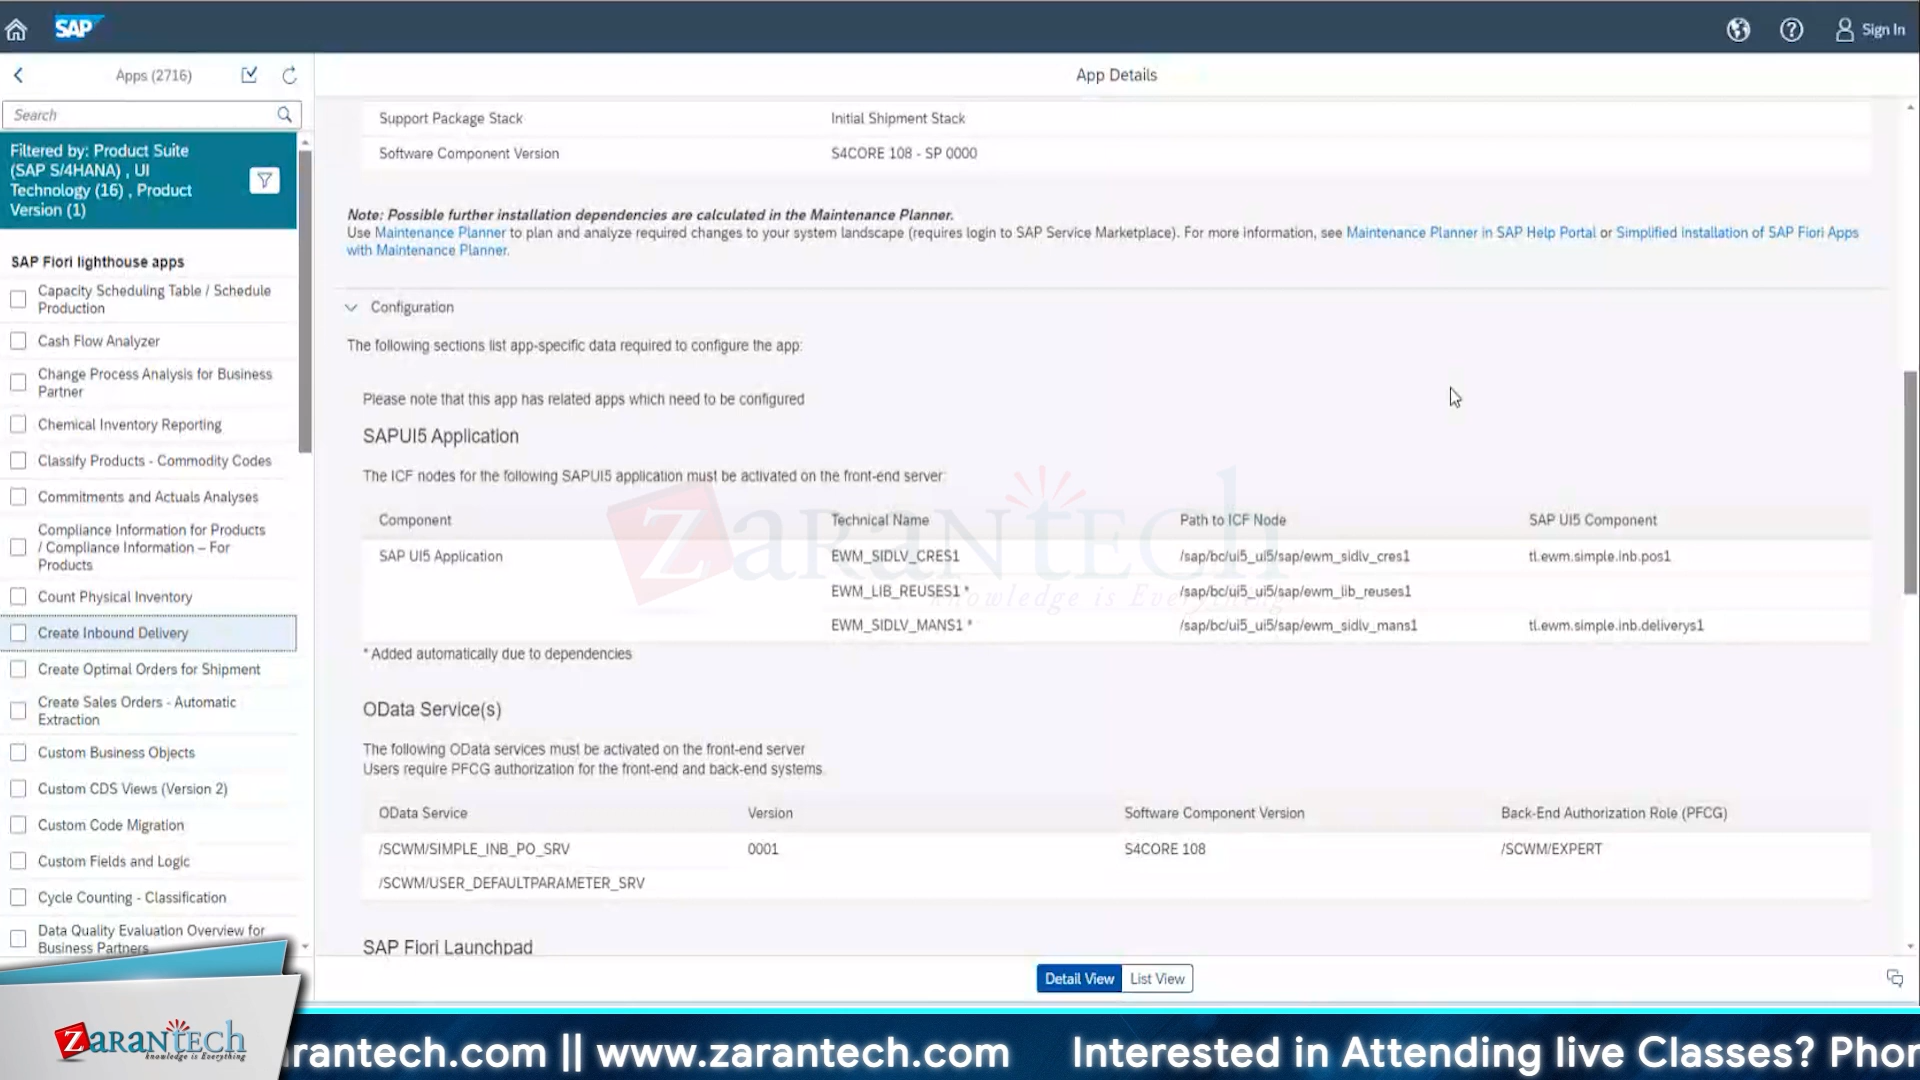 SAP
Sign In
Apps (2716)
App Details
Search
Filtered by: Product Suite
(SAP S/4HANA) , UI
Technology (16) , Product
Version (1)
SAP Fiori lighthouse apps
Capacity Scheduling Table / Schedule
Production
Cash Flow Analyzer
Change Process Analysis for Business
Partner
Chemical Inventory Reporting
Classify Products - Commodity Codes
Commitments and Actuals Analyses
Compliance Information for Products
/ Compliance Information – For
Products
Count Physical Inventory
Create Inbound Delivery
Create Optimal Orders for Shipment
Create Sales Orders - Automatic
Extraction
Custom Business Objects
Custom CDS Views (Version 2)
Custom Code Migration
Custom Fields and Logic
Cycle Counting - Classification
Data Quality Evaluation Overview for
Business Partners
Support Package Stack Initial Shipment Stack
Software Component Version S4CORE 108 - SP 0000
Note: Possible further installation dependencies are calculated in the Maintenance Planner.
Use Maintenance Planner to plan and analyze required changes to your system landscape (requires login to SAP Service Marketplace). For more information, see Maintenance Planner in SAP Help Portal or Simplified Installation of SAP Fiori Apps
with Maintenance Planner.
Configuration
The following sections list app-specific data required to configure the app:
Please note that this app has related apps which need to be configured
SAPUI5 Application
The ICF nodes for the following SAPUI5 application must be activated on the front-end server:
Component Technical Name Path to ICF Node SAP UI5 Component
SAP UI5 Application EWM_SIDLV_CRES1 /sap/bc/ui5_ui5/sap/ewm_sidlv_cres1 tl.ewm.simple.inb.pos1
EWM_LIB_REUSES1 * /sap/bc/ui5_ui5/sap/ewm_lib_reuses1
EWM_SIDLV_MANS1 * /sap/bc/ui5_ui5/sap/ewm_sidlv_mans1 tl.ewm.simple.inb.deliverys1
* Added automatically due to dependencies
ZaranTECH
knowledge is Everything
OData Service(s)
The following OData services must be activated on the front-end server
Users require PFCG authorization for the front-end and back-end systems.
OData Service Version Software Component Version Back-End Authorization Role (PFCG)
/SCWM/SIMPLE_INB_PO_SRV 0001 S4CORE 108 /SCWM/EXPERT
/SCWM/USER_DEFAULTPARAMETER_SRV
SAP Fiori Launchpad
Detail View List View
ZaranTECH
knowledge is Everything
rantech.com || www.zarantech.com Interested in Attending live Classes? Phor